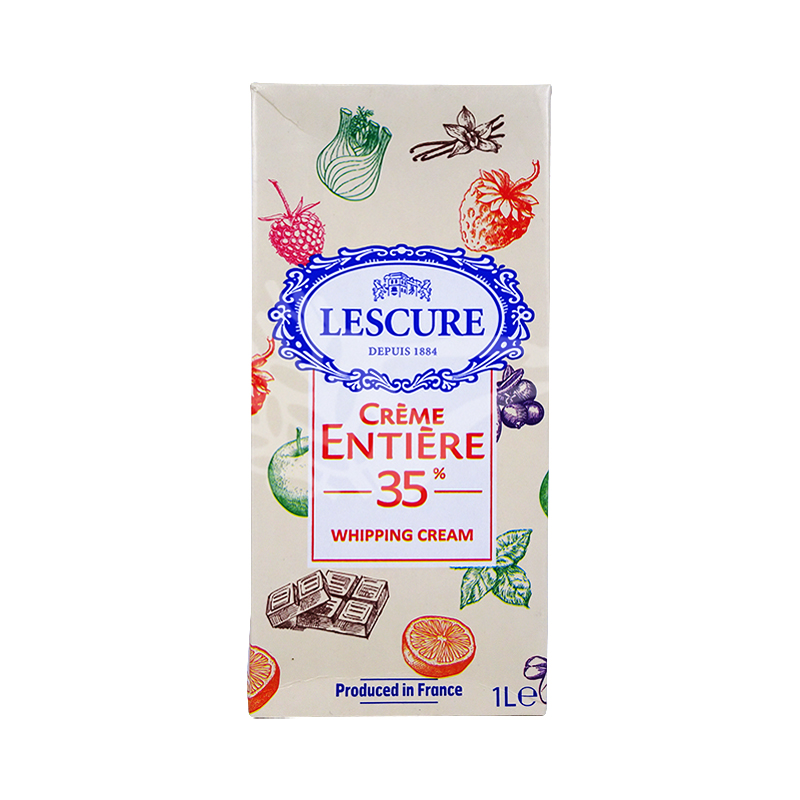 LESCURE
DEPUIS 1884
CRÈME
ENTIÈRE
35%
WHIPPING CREAM
Produced in France
1L℮